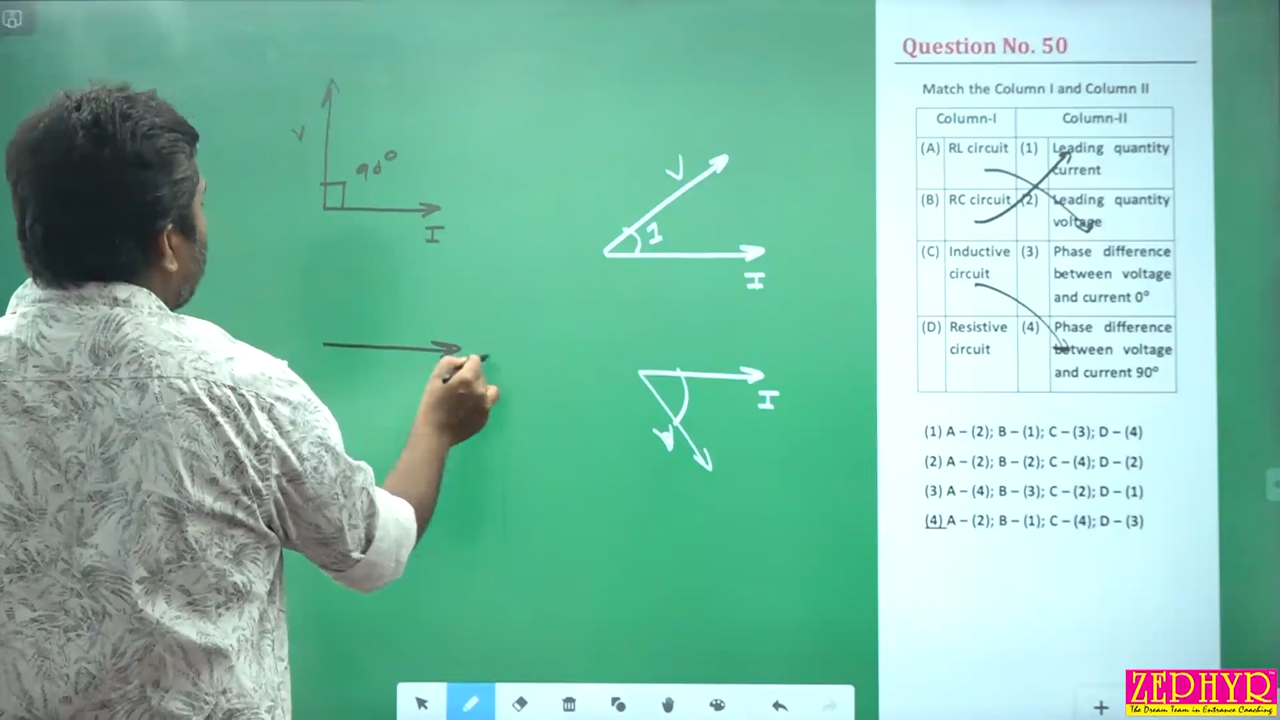 V
90°
I
V
1
I
I
V
Question No. 50
Match the Column I and Column II
Column-I Column-II
(A) RL circuit (1) Leading quantity
current
(B) RC circuit (2) Leading quantity
voltage
(C) Inductive (3) Phase difference
circuit between voltage
and current 0°
(D) Resistive (4) Phase difference
circuit between voltage
and current 90°
(1) A – (2); B – (1); C – (3); D – (4)
(2) A – (2); B – (2); C – (4); D – (2)
(3) A – (4); B – (3); C – (2); D – (1)
(4) A – (2); B – (1); C – (4); D – (3)
ZEPHYR
The Dream Team in Entrance Coaching